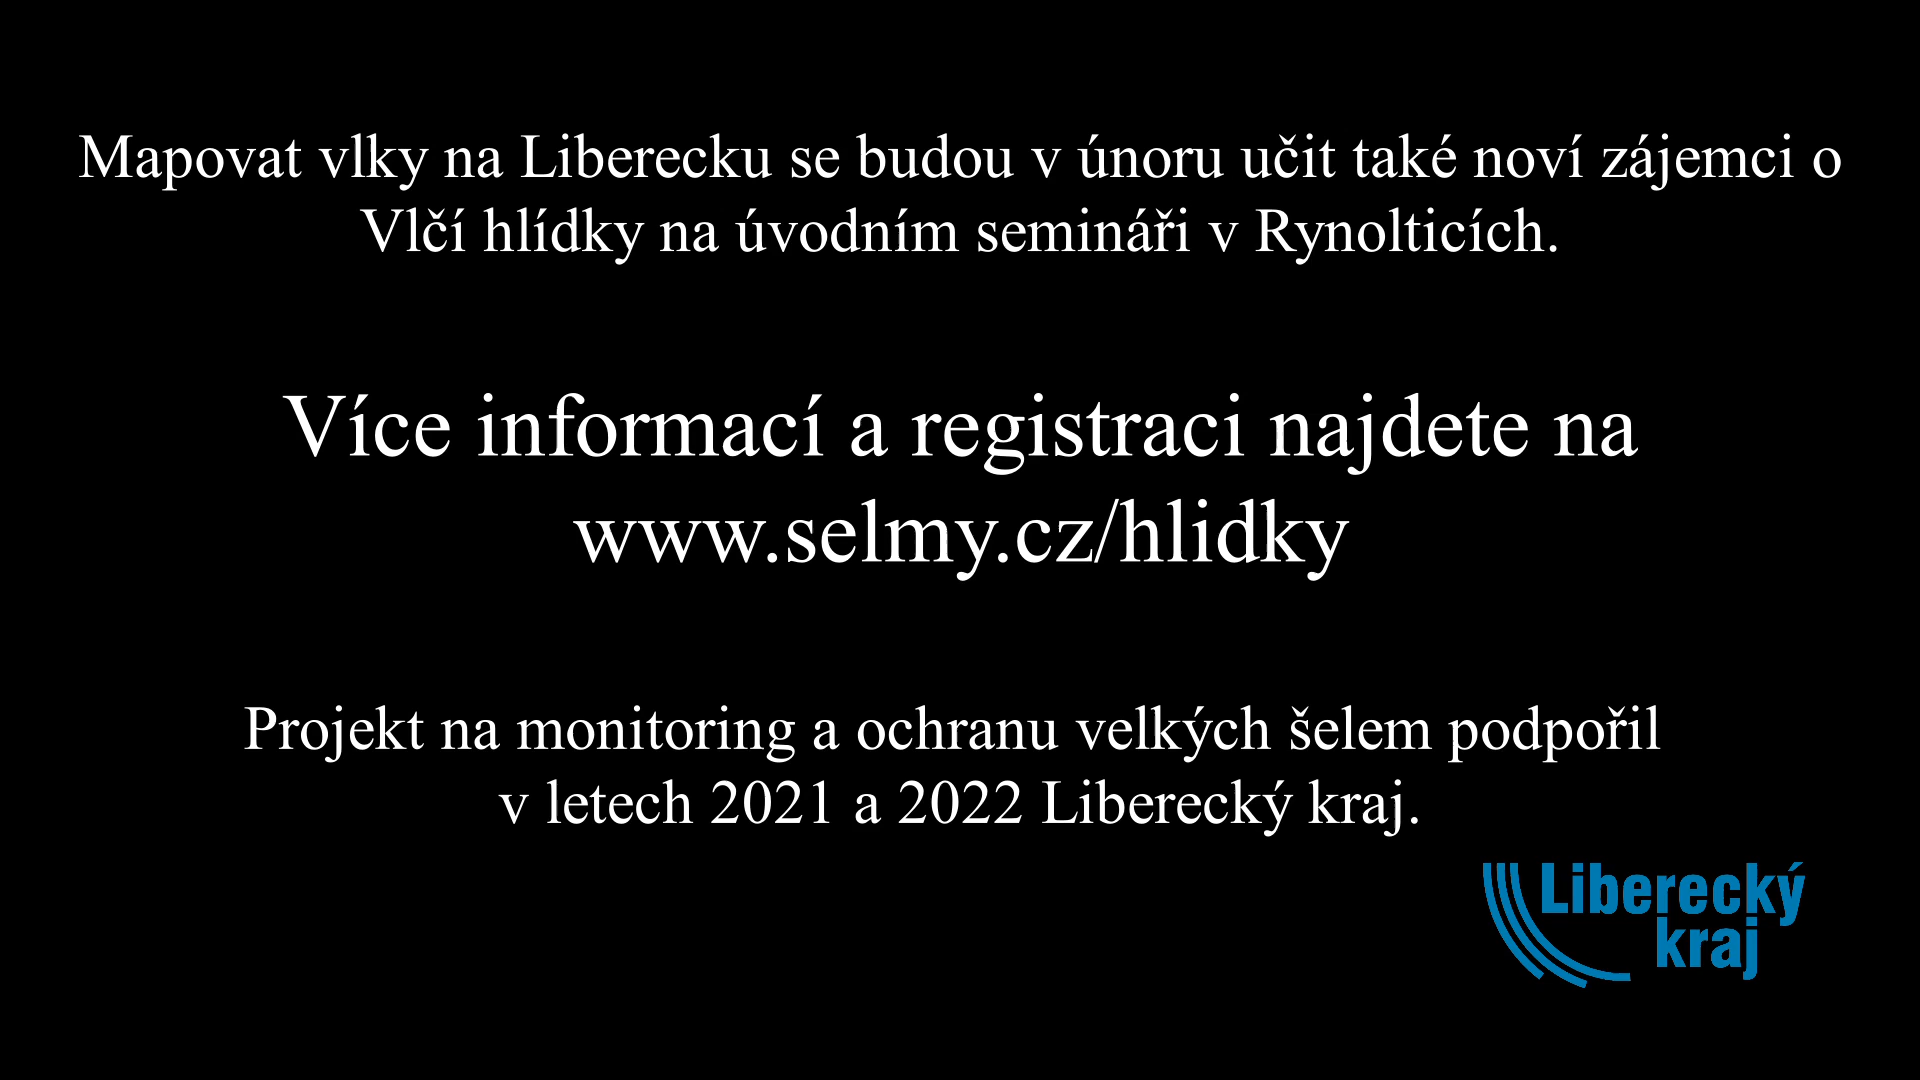 Mapovat vlky na Liberecku se budou v únoru učit také noví zájemci o
Vlčí hlídky na úvodním semináři v Rynolticích.
Více informací a registraci najdete na
www.selmy.cz/hlidky
Projekt na monitoring a ochranu velkých šelem podpořil
v letech 2021 a 2022 Liberecký kraj.
Liberecký
kraj